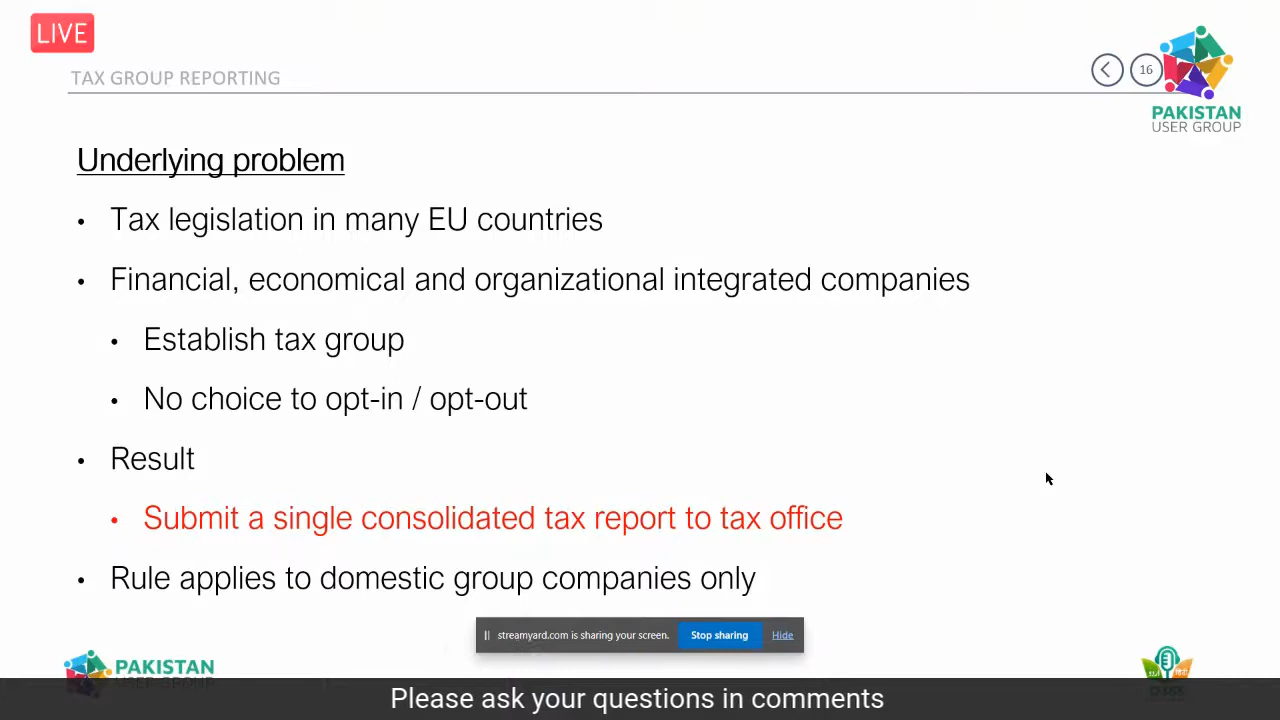 LIVE
TAX GROUP REPORTING
16
PAKISTAN
USER GROUP
Underlying problem
• Tax legislation in many EU countries
• Financial, economical and organizational integrated companies
• Establish tax group
• No choice to opt-in / opt-out
• Result
• Submit a single consolidated tax report to tax office
• Rule applies to domestic group companies only
streamyard.com is sharing your screen. Stop sharing Hide
PAKISTAN
USER GROUP
Please ask your questions in comments